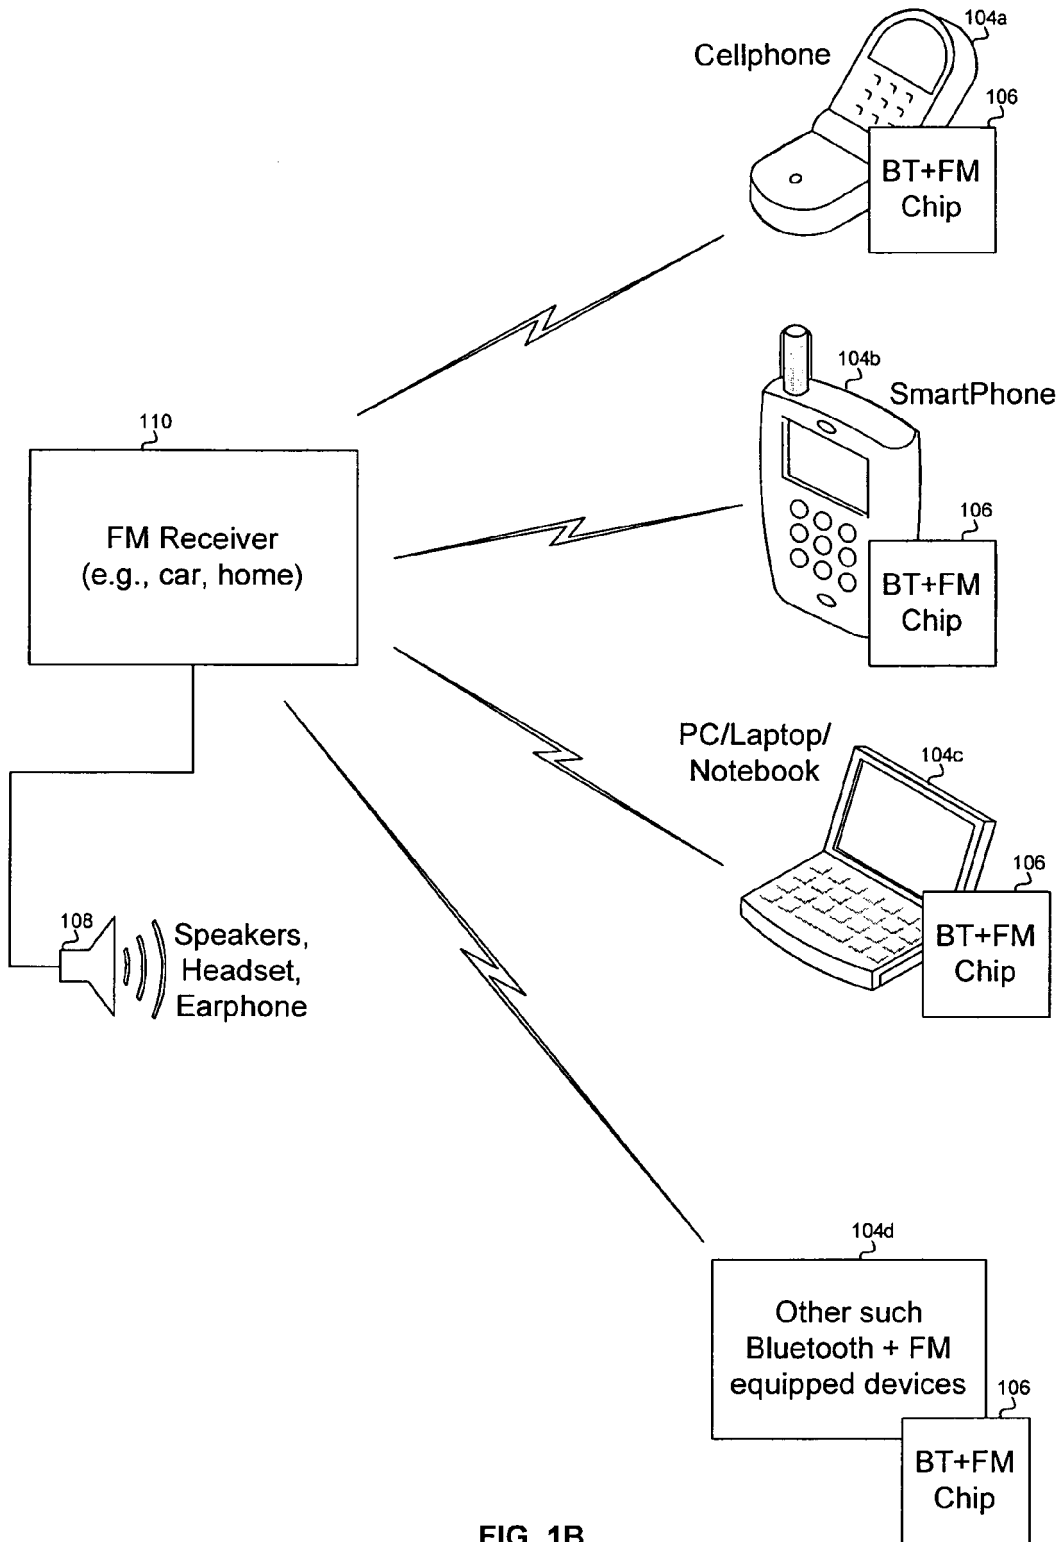 104a
Cellphone
106
BT+FM
Chip
104b
SmartPhone
110
FM Receiver
(e.g., car, home)
106
BT+FM
Chip
PC/Laptop/
Notebook
104c
106
BT+FM
Chip
108
Speakers,
Headset,
Earphone
104d
Other such
Bluetooth + FM
equipped devices
106
BT+FM
Chip
FIG. 1B